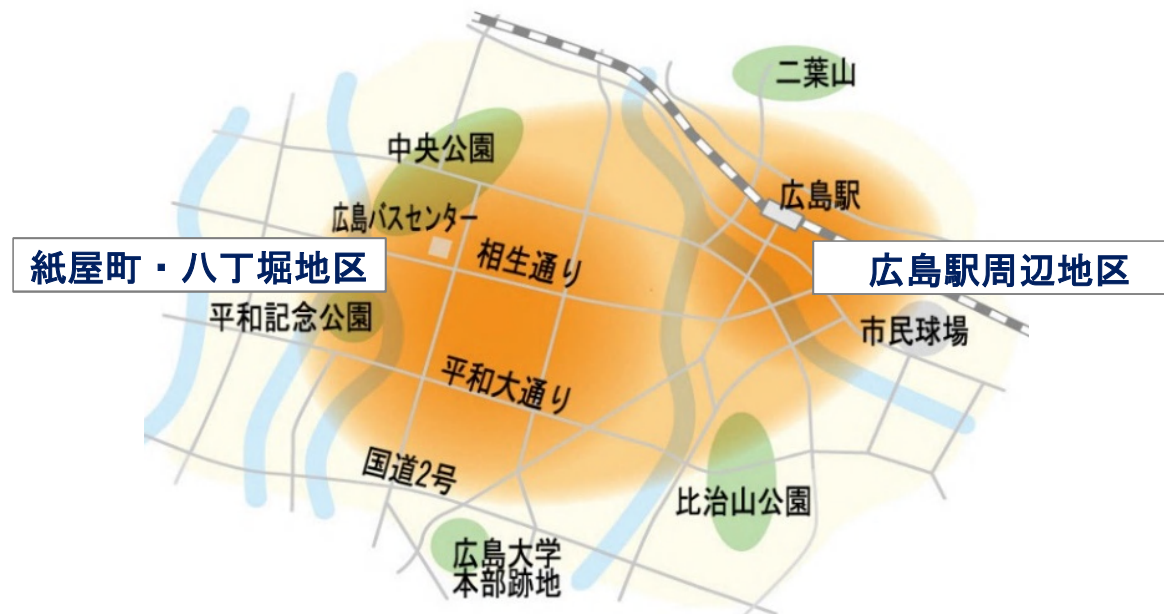 二葉山
中央公園
広島駅
広島バスセンター
相生通り
紙屋町・八丁堀地区
広島駅周辺地区
平和記念公園
市民球場
平和大通り
国道2号
比治山公園
広島大学
本部跡地